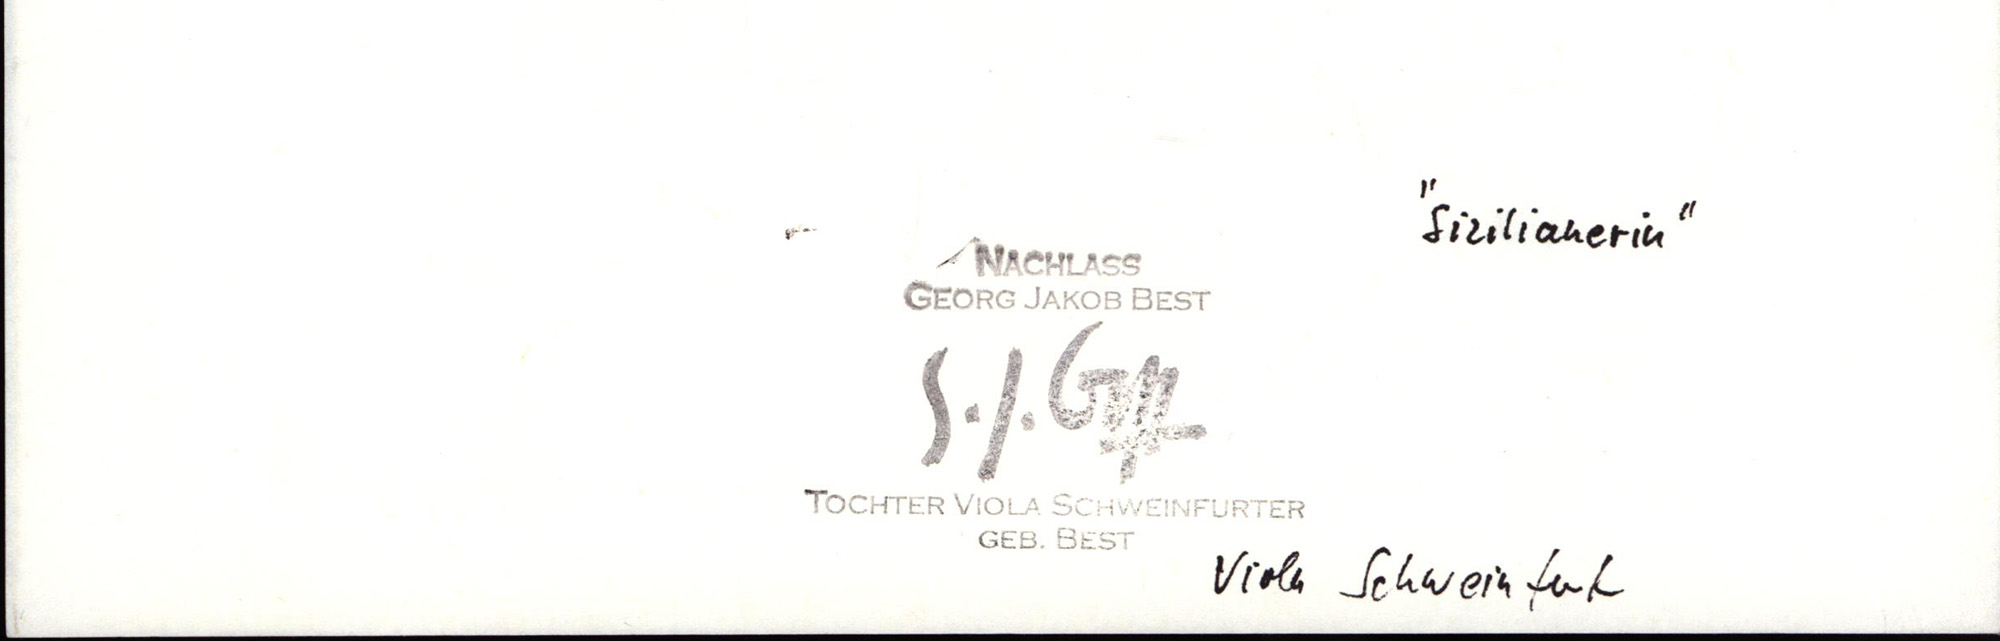 "Sizilianerin"
NACHLASS
GEORG JAKOB BEST
TOCHTER VIOLA SCHWEINFURTER
GEB. BEST
Viola Schweinfurt